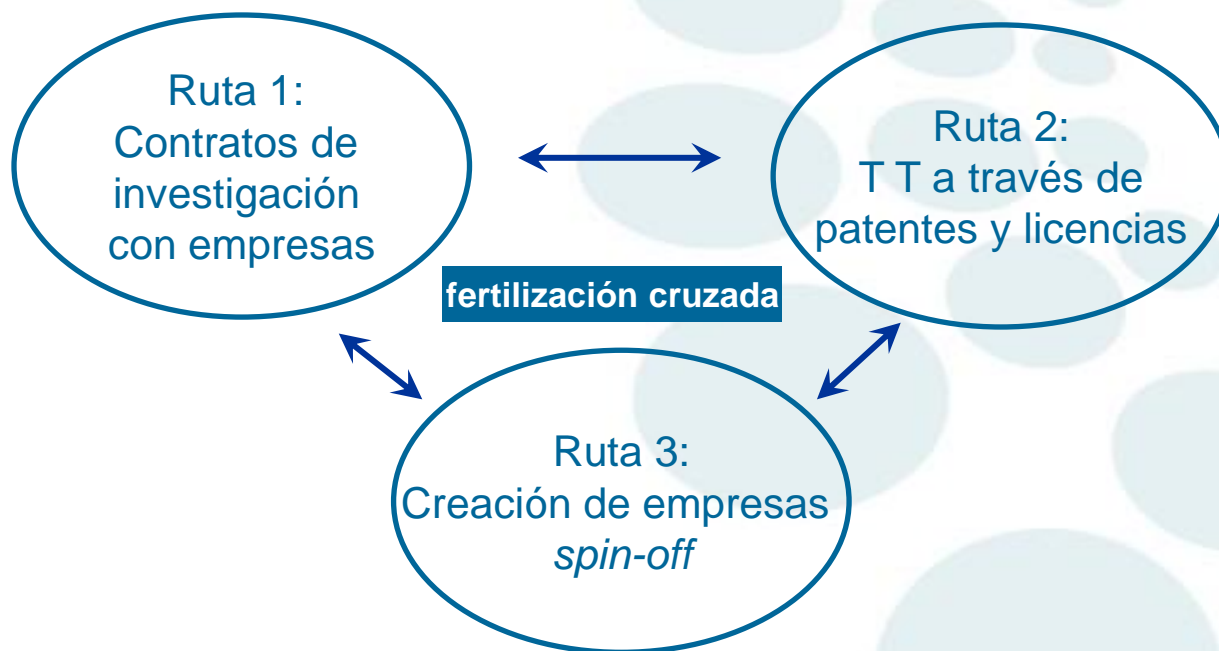 Ruta 1:
Contratos de
investigación
con empresas
Ruta 2:
T T a través de
patentes y licencias
fertilización cruzada
Ruta 3:
Creación de empresas
spin-off